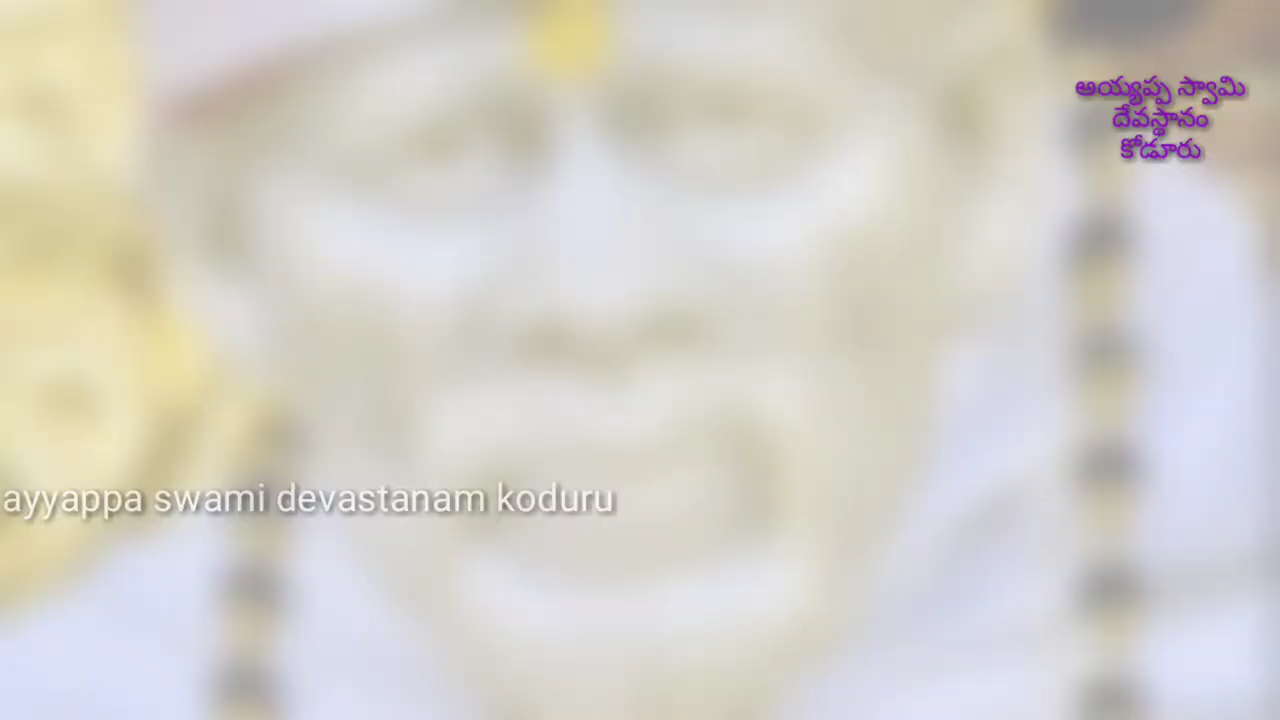 అయ్యప్ప స్వామి
దేవస్థానం
కోడూరు
ayyappa swami devastanam koduru